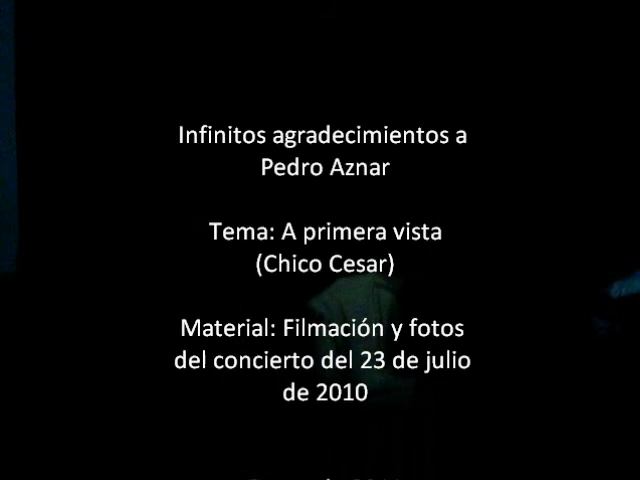 Infinitos agradecimientos a
Pedro Aznar
Tema: A primera vista
(Chico Cesar)
Material: Filmación y fotos
del concierto del 23 de julio
de 2010